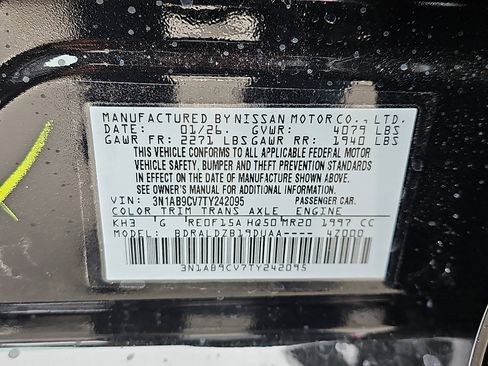 MANUFACTURED BY NISSAN MOTOR CO., LTD.
DATE: 01/26. GVWR: 4079 LBS
GAWR FR: 2271 LBS GAWR RR: 1940 LBS
THIS VEHICLE CONFORMS TO ALL APPLICABLE FEDERAL MOTOR
VEHICLE SAFETY, BUMPER AND THEFT PREVENTION STANDARDS
IN EFFECT ON THE DATE OF MANUFACTURE SHOWN ABOVE.
SEE OWNER'S MANUAL FOR ADDITIONAL INFORMATION.
VIN: 3N1AB9CV7TY242095 PASSENGER CAR.
COLOR TRIM TRANS AXLE ENGINE
KH3 G RE0F15A HQ50 MR20 1997 CC
MODEL: BDRALDZB19DUAA---- 47000
3N1AB9CV7TY242095